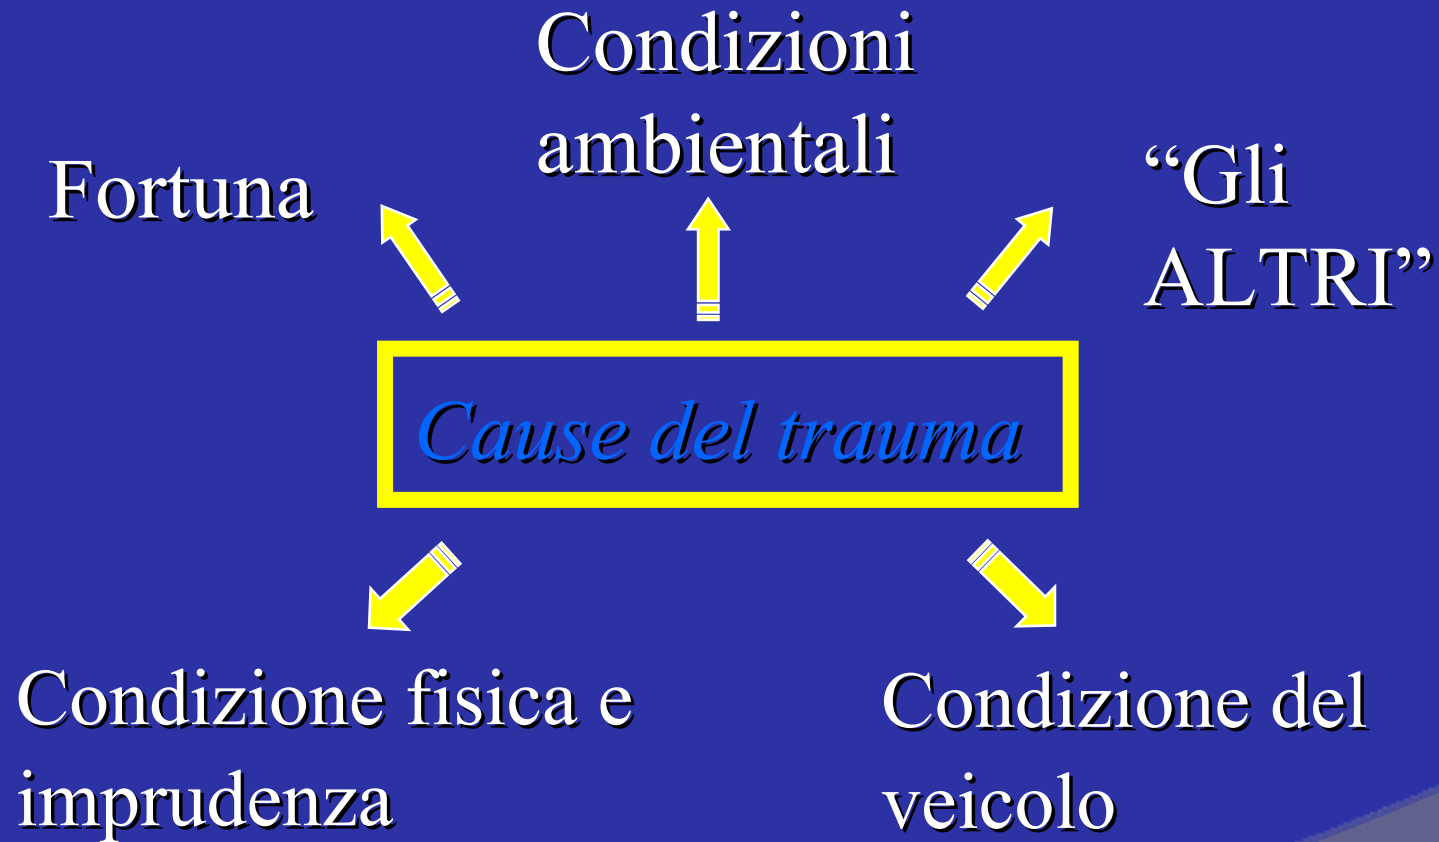 Condizioni
ambientali
Fortuna
“Gli
ALTRI”
Cause del trauma
Condizione fisica e
imprudenza
Condizione del
veicolo